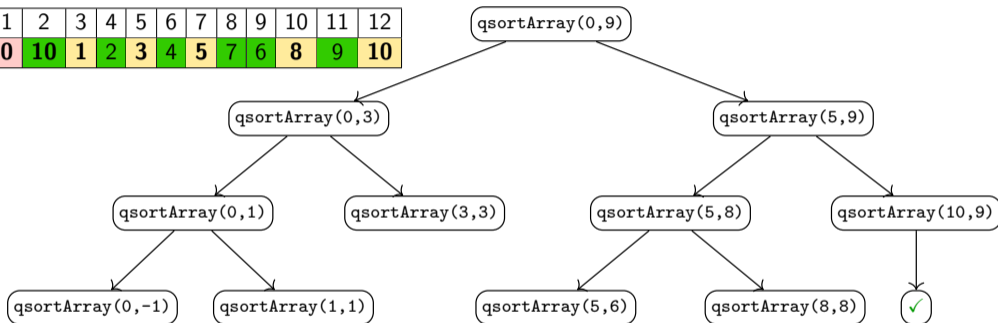 1 2 3 4 5 6 7 8 9 10 11 12
0 10 1 2 3 4 5 7 6 8 9 10
qsortArray(0,9)
qsortArray(0,3) qsortArray(5,9)
qsortArray(0,1) qsortArray(3,3) qsortArray(5,8) qsortArray(10,9)
qsortArray(0,-1) qsortArray(1,1) qsortArray(5,6) qsortArray(8,8) ✓